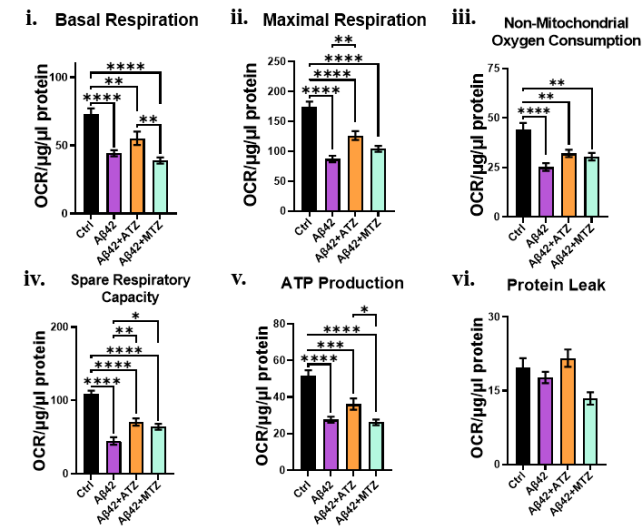 i. Basal Respiration
OCR/µg/µl protein
100
50
0
****
**
****
**
Ctrl
Aβ42
Aβ42+ATZ
Aβ42+MTZ
ii. Maximal Respiration
OCR/µg/µl protein
250
200
150
100
50
0
**
****
****
****
Ctrl
Aβ42
Aβ42+ATZ
Aβ42+MTZ
iii. Non-Mitochondrial
Oxygen Consumption
OCR/µg/µl protein
75
50
25
0
**
**
****
Ctrl
Aβ42
Aβ42+ATZ
Aβ42+MTZ
iv. Spare Respiratory
Capacity
OCR/µg/µl protein
200
100
0
*
**
****
****
****
Ctrl
Aβ42
Aβ42+ATZ
Aβ42+MTZ
v. ATP Production
OCR/µg/µl protein
80
60
40
20
0
*
****
***
****
Ctrl
Aβ42
Aβ42+ATZ
Aβ42+MTZ
vi. Protein Leak
OCR/µg/µl protein
30
15
0
Ctrl
Aβ42
Aβ42+ATZ
Aβ42+MTZ